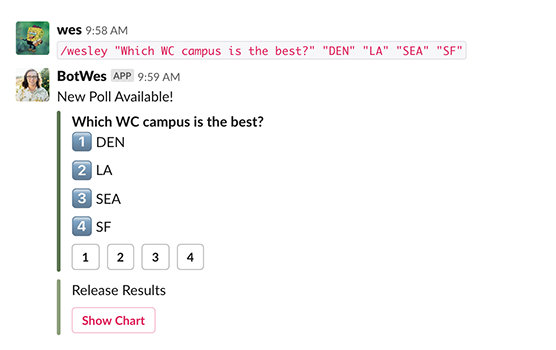 wes 9:58 AM
/wesley "Which WC campus is the best?" "DEN" "LA" "SEA" "SF"
BotWes APP 9:59 AM
New Poll Available!
Which WC campus is the best?
1 DEN
2 LA
3 SEA
4 SF
1 2 3 4
Release Results
Show Chart